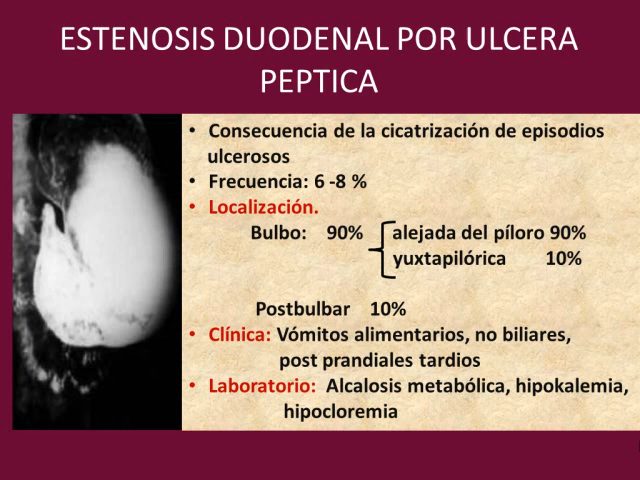 ESTENOSIS DUODENAL POR ULCERA
PEPTICA
• Consecuencia de la cicatrización de episodios
ulcerosos
• Frecuencia: 6 -8 %
• Localización.
Bulbo: 90% alejada del píloro 90%
yuxtapilórica 10%
Postbulbar 10%
• Clínica: Vómitos alimentarios, no biliares,
post prandiales tardios
• Laboratorio: Alcalosis metabólica, hipokalemia,
hipocloremia